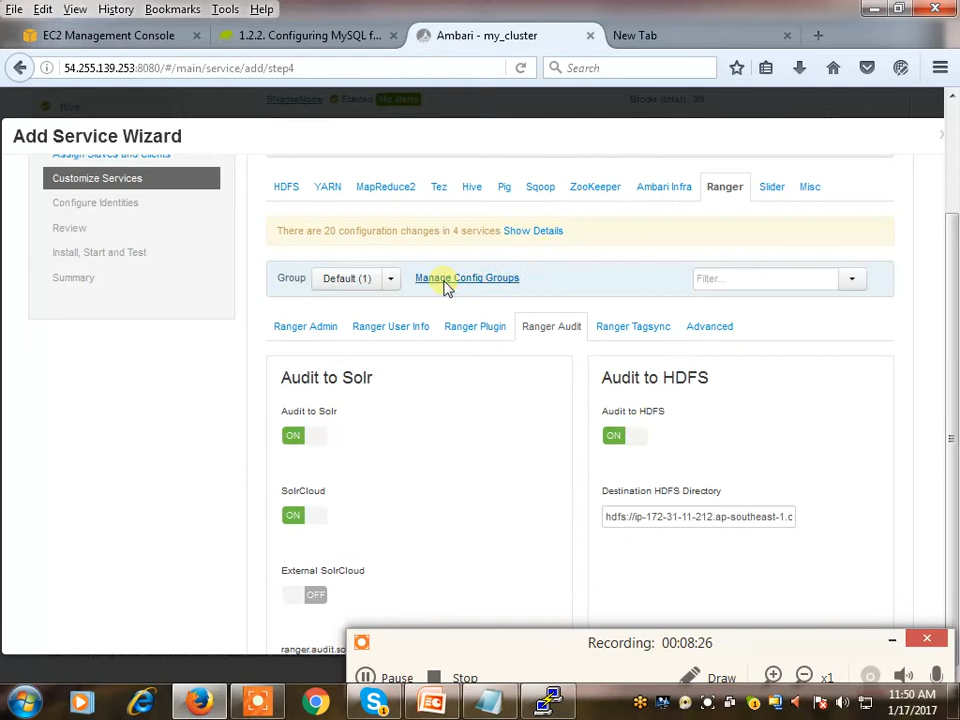 File Edit View History Bookmarks Tools Help
EC2 Management Console × 1.2.2. Configuring MySQL f... × Ambari - my_cluster × New Tab × +
54.255.139.253:8080/#/main/service/add/step4 Search
Hive SNameNode Started No alerts Blocks (total) 38
Add Service Wizard ×
Assign Slaves and Clients
Customize Services
Configure Identities
Review
Install, Start and Test
Summary
HDFS YARN MapReduce2 Tez Hive Pig Sqoop ZooKeeper Ambari Infra Ranger Slider Misc
There are 20 configuration changes in 4 services Show Details
Group Default (1) Manage Config Groups Filter...
Ranger Admin Ranger User Info Ranger Plugin Ranger Audit Ranger Tagsync Advanced
Audit to Solr
Audit to Solr
ON
SolrCloud
ON
External SolrCloud
OFF
ranger.audit.so
Audit to HDFS
Audit to HDFS
ON
Destination HDFS Directory
hdfs://ip-172-31-11-212.ap-southeast-1.c
Recording: 00:08:26
Pause Stop Draw x1
11:50 AM
1/17/2017